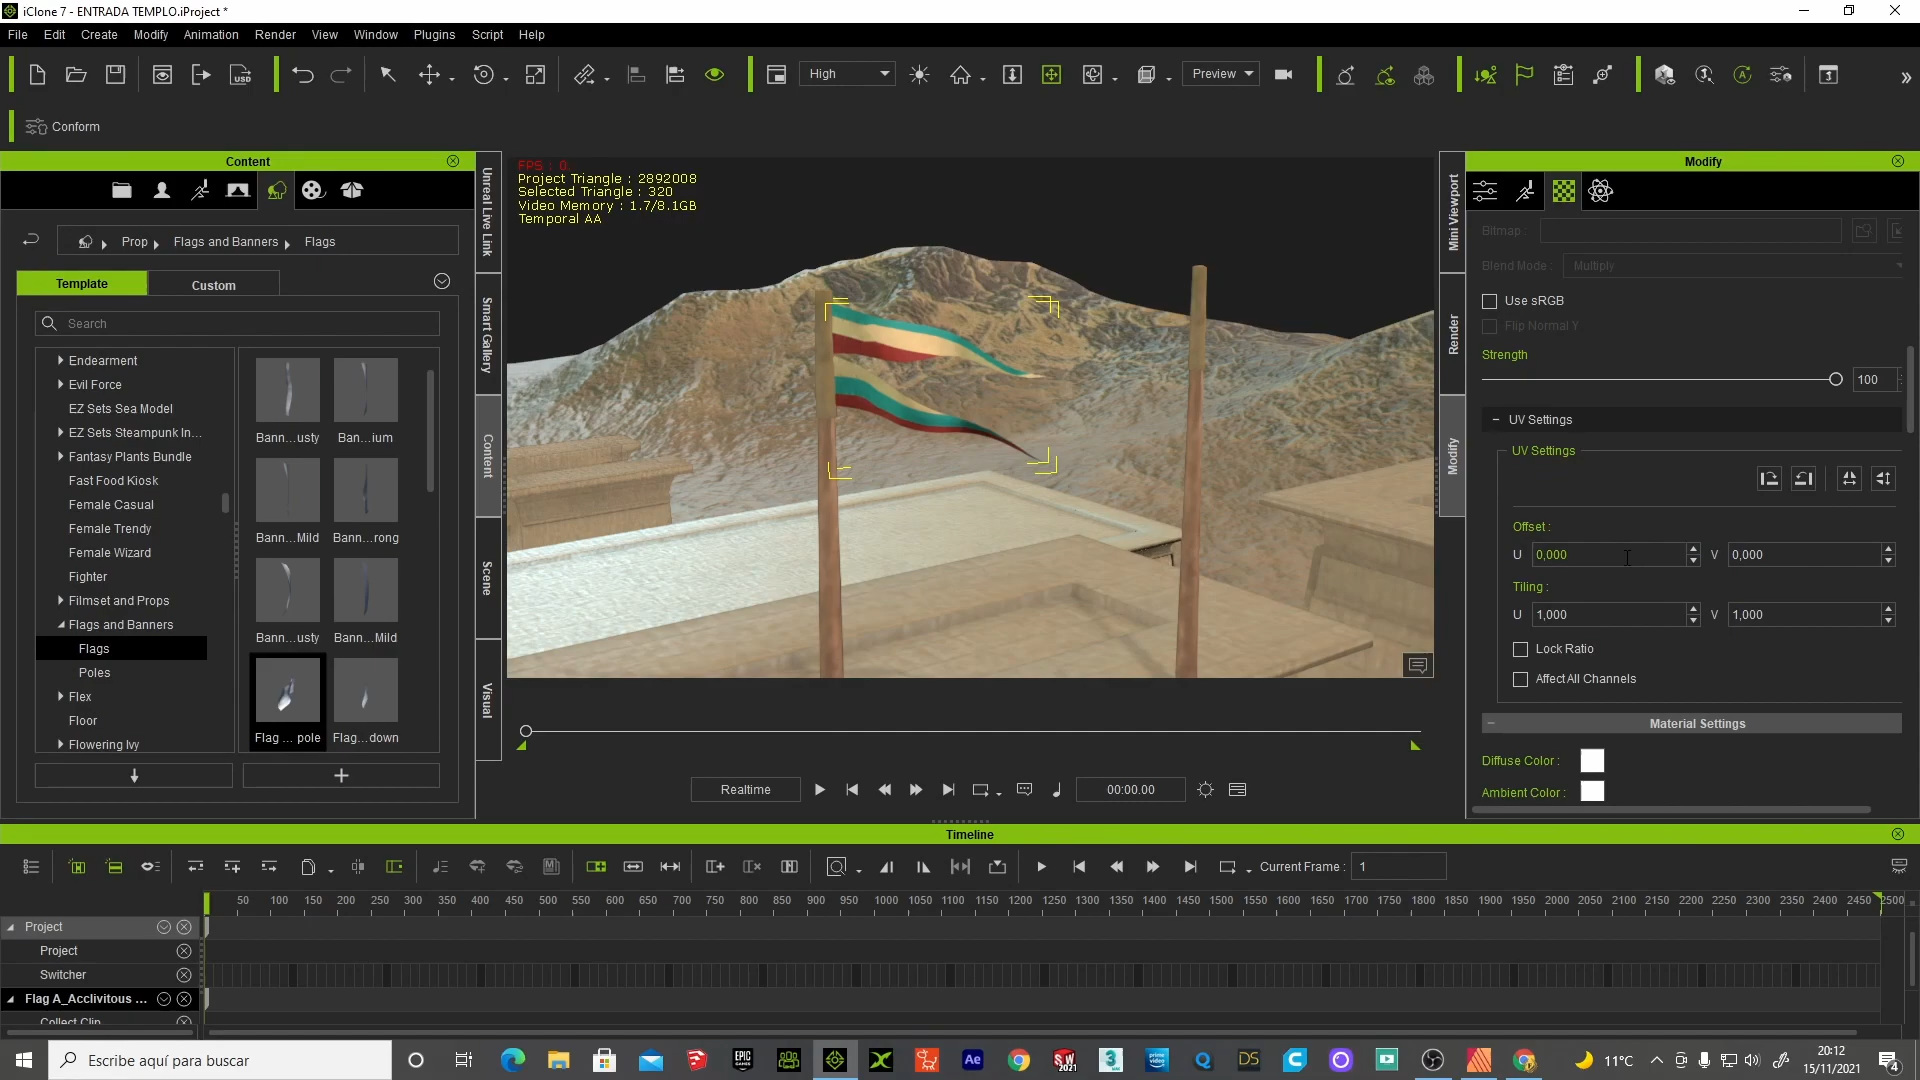 iClone 7 - ENTRADA TEMPLO.iProject *
File Edit Create Modify Animation Render View Window Plugins Script Help
High
Preview
Conform
Content
Prop Flags and Banners Flags
Template
Custom
Search
Endearment
Evil Force
EZ Sets Sea Model
EZ Sets Steampunk In...
Fantasy Plants Bundle
Fast Food Kiosk
Female Casual
Female Trendy
Female Wizard
Fighter
Filmset and Props
Flags and Banners
Flags
Poles
Flex
Floor
Flowering Ivy
Bann...usty
Ban...ium
Bann...Mild
Bann...rong
Bann...usty
Bann...Mild
Flag ... pole
Flag...down
Unreal Live Link
Smart Gallery
Content
Scene
Visual
FPS : 0
Project Triangle : 2892008
Selected Triangle : 320
Video Memory : 1.7/8.1GB
Temporal AA
Mini Viewport
Render
Modify
Modify
Bitmap :
Blend Mode : Multiply
Use sRGB
Flip Normal Y
Strength
100
UV Settings
UV Settings
Offset :
U 0,000 V 0,000
Tiling :
U 1,000 V 1,000
Lock Ratio
Affect All Channels
Material Settings
Diffuse Color :
Ambient Color :
Realtime
00:00.00
Timeline
Current Frame : 1
50 100 150 200 250 300 350 400 450 500 550 600 650 700 750 800 850 900 950 1000 1050 1100 1150 1200 1250 1300 1350 1400 1450 1500 1550 1600 1650 1700 1750 1800 1850 1900 1950 2000 2050 2100 2150 2200 2250 2300 2350 2400 2450 2500
Project
Project
Switcher
Flag A_Acclivitous ...
Collect Clip
Escribe aquí para buscar
EPIC GAMES
Ae
SW 2021
3
prime video
DS
11°C
20:12
15/11/2021
4